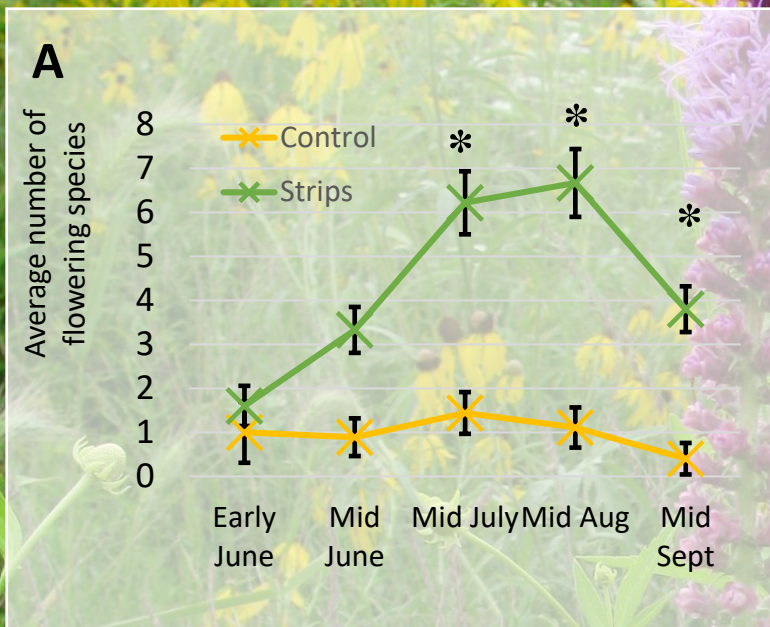 A
Average number of
flowering species
8
7
6
5
4
3
2
1
0
Control
Strips
*
*
*
Early
June
Mid
June
Mid July
Mid Aug
Mid
Sept